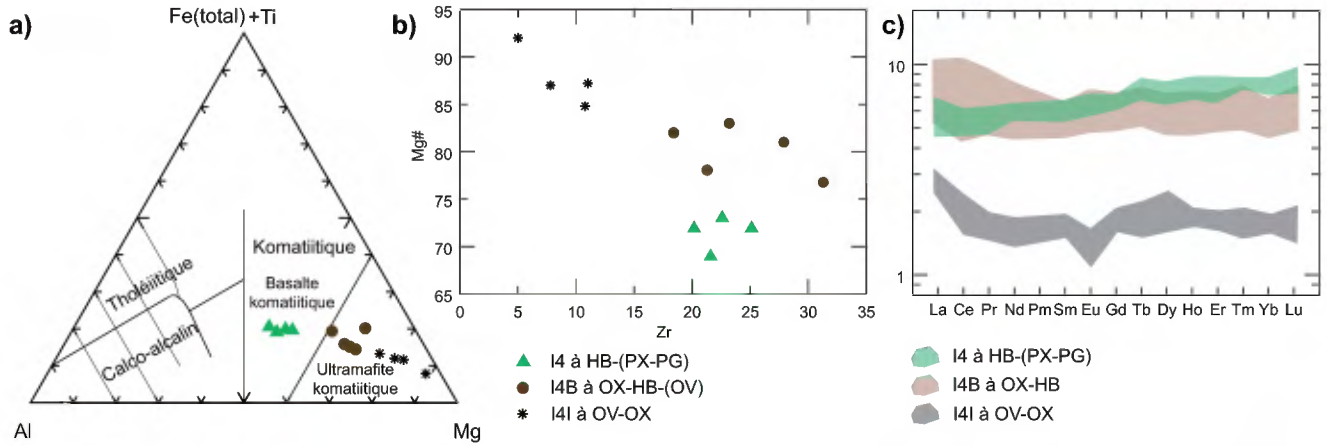 a)
Fe(total)+Ti
Komatiitique
Tholéiitique
Basalte
komatiitique
Calco-alcalin
Ultramafite
komatiitique
Al
Mg
b)
95
90
85
80
75
70
65
Mg#
0 5 10 15 20 25 30 35
Zr
I4 à HB-(PX-PG)
I4B à OX-HB-(OV)
I4I à OV-OX
c)
10
1
La Ce Pr Nd Pm Sm Eu Gd Tb Dy Ho Er Tm Yb Lu
I4 à HB-(PX-PG)
I4B à OX-HB
I4I à OV-OX